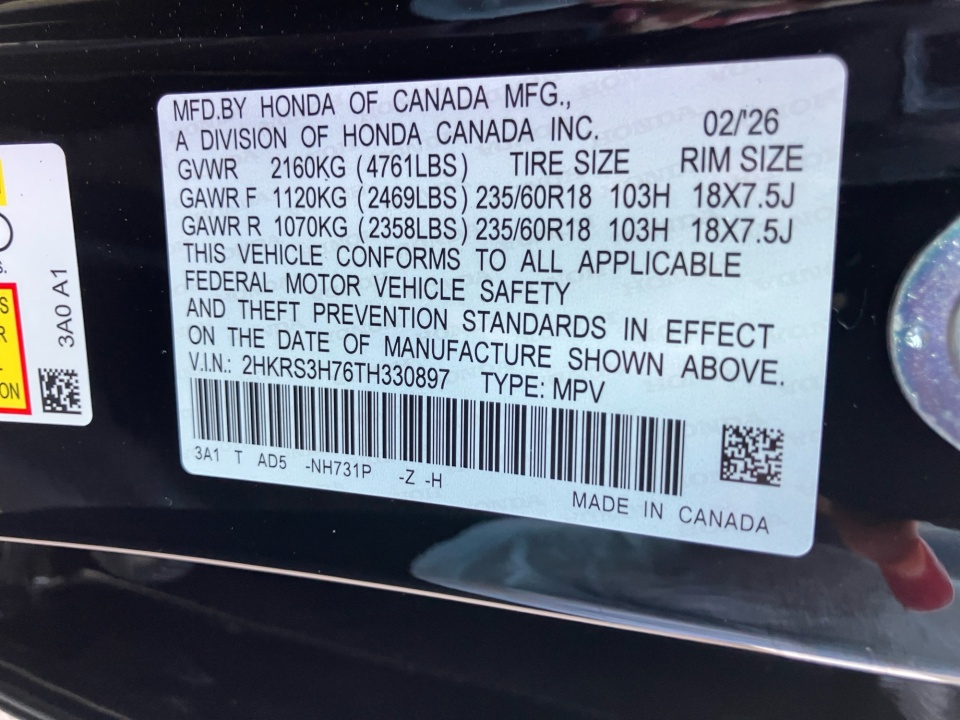 MFD.BY HONDA OF CANADA MFG.,
A DIVISION OF HONDA CANADA INC. 02/'26
GVWR 2160KG (4761LBS) TIRE SIZE RIM SIZE
GAWR F 1120KG (2469LBS) 235/60R18 103H 18X7.5J
GAWR R 1070KG (2358LBS) 235/60R18 103H 18X7.5J
THIS VEHICLE CONFORMS TO ALL APPLICABLE
FEDERAL MOTOR VEHICLE SAFETY
AND THEFT PREVENTION STANDARDS IN EFFECT
ON THE DATE OF MANUFACTURE SHOWN ABOVE.
V.I.N.: 2HKRS3H76TH330897 TYPE: MPV
3A1 T AD5 -NH731P -Z -H
MADE IN CANADA
3A0 A1